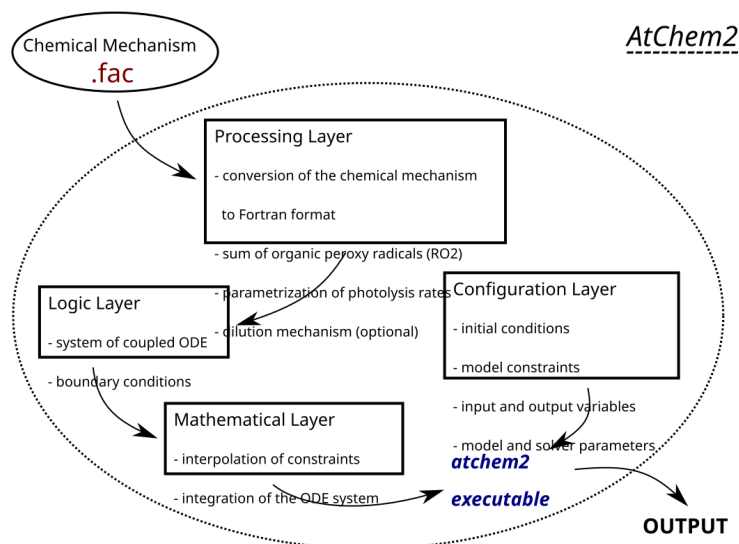 AtChem2
Chemical Mechanism
.fac
Processing Layer
- conversion of the chemical mechanism
to Fortran format
- sum of organic peroxy radicals (RO2)
- parametrization of photolysis rates
- dilution mechanism (optional)
Logic Layer
- system of coupled ODE
- boundary conditions
Configuration Layer
- initial conditions
- model constraints
- input and output variables
- model and solver parameters
Mathematical Layer
- interpolation of constraints
- integration of the ODE system
atchem2
executable
OUTPUT